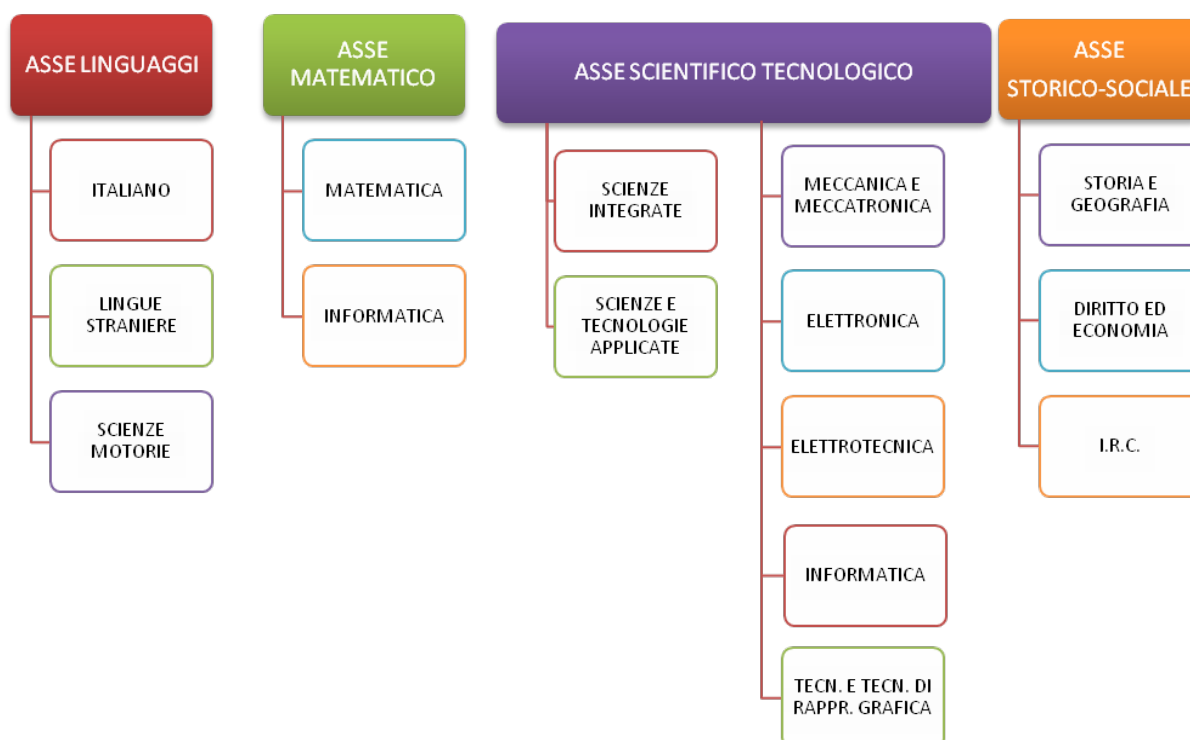 ASSE LINGUAGGI
ITALIANO
LINGUE
STRANIERE
SCIENZE
MOTORIE
ASSE
MATEMATICO
MATEMATICA
INFORMATICA
ASSE SCIENTIFICO TECNOLOGICO
SCIENZE
INTEGRATE
SCIENZE E
TECNOLOGIE
APPLICATE
MECCANICA E
MECCATRONICA
ELETTRONICA
ELETTROTECNICA
INFORMATICA
TECN. E TECN. DI
RAPPR. GRAFICA
ASSE
STORICO-SOCIALE
STORIA E
GEOGRAFIA
DIRITTO ED
ECONOMIA
I.R.C.